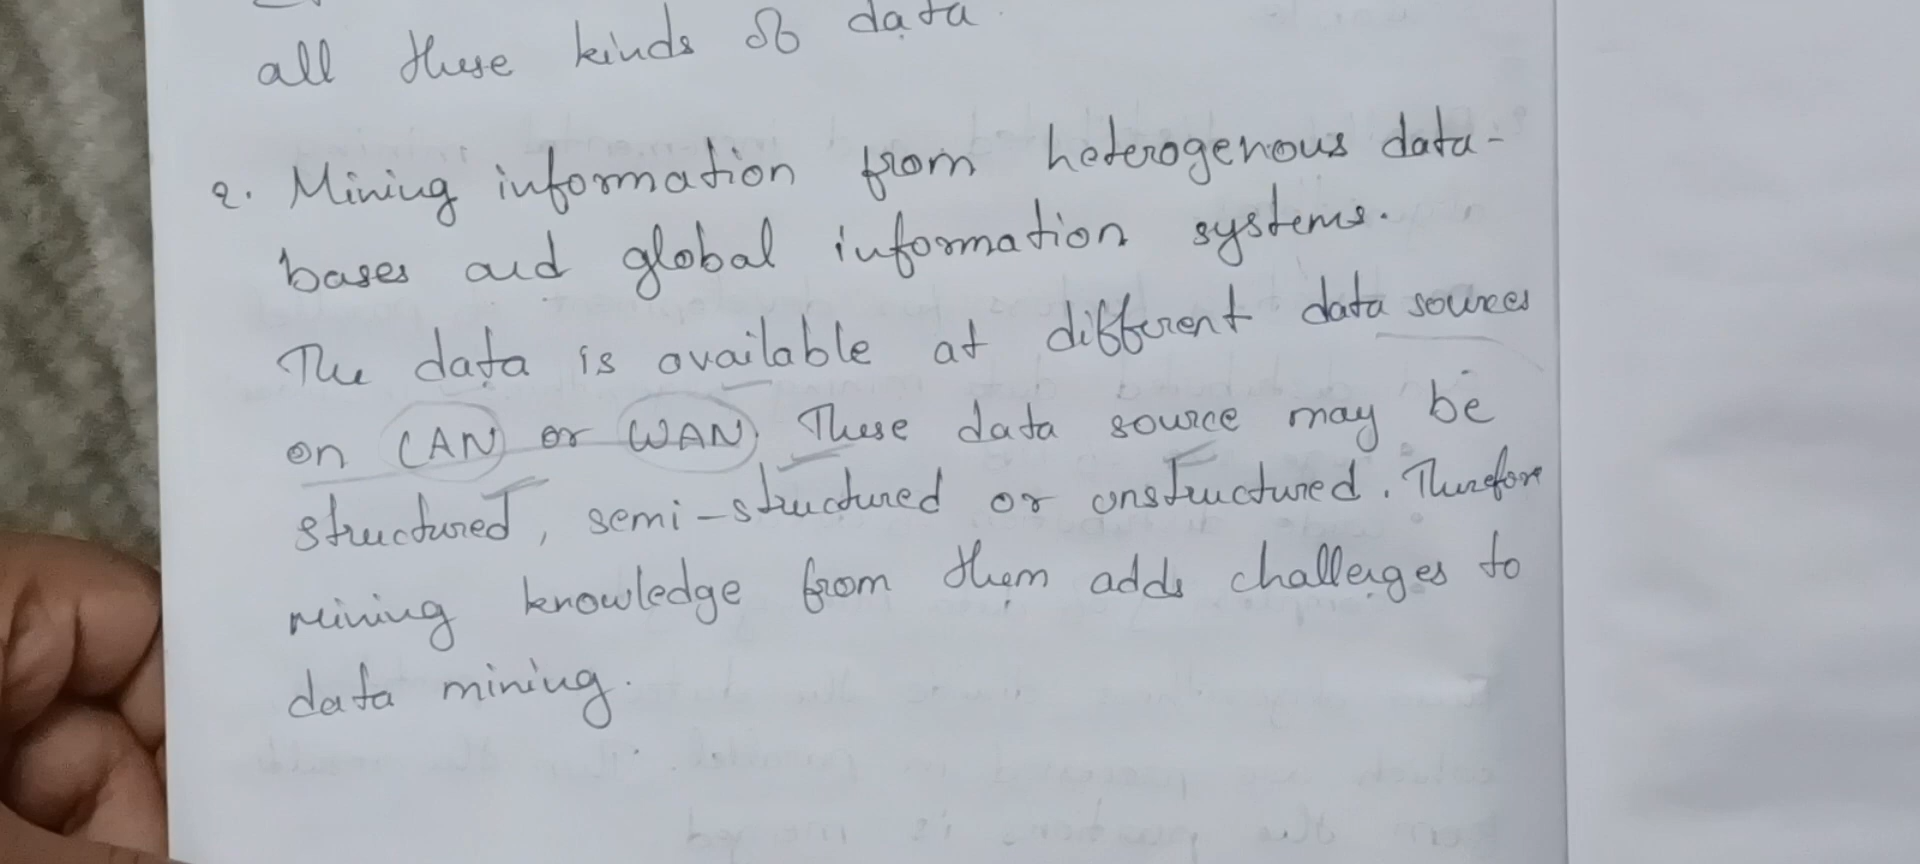 all these kinds of data
2. Mining information from heterogenous data-
bases and global information systems.
The data is available at different data sources
on LAN or WAN. These data source may be
structured, semi-structured or unstructured. Therefore
mining knowledge from them adds challenges to
data mining.